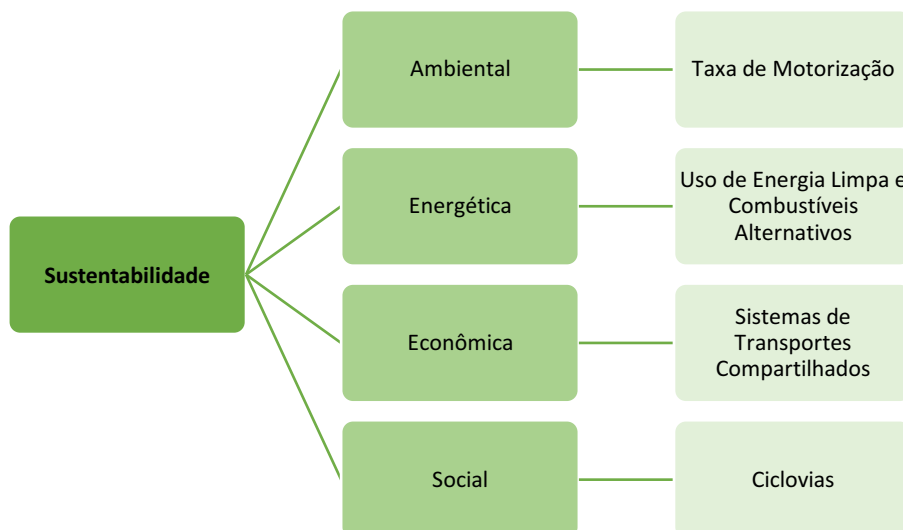 Sustentabilidade
Ambiental
Taxa de Motorização
Energética
Uso de Energia Limpa e
Combustíveis
Alternativos
Econômica
Sistemas de
Transportes
Compartilhados
Social
Ciclovias